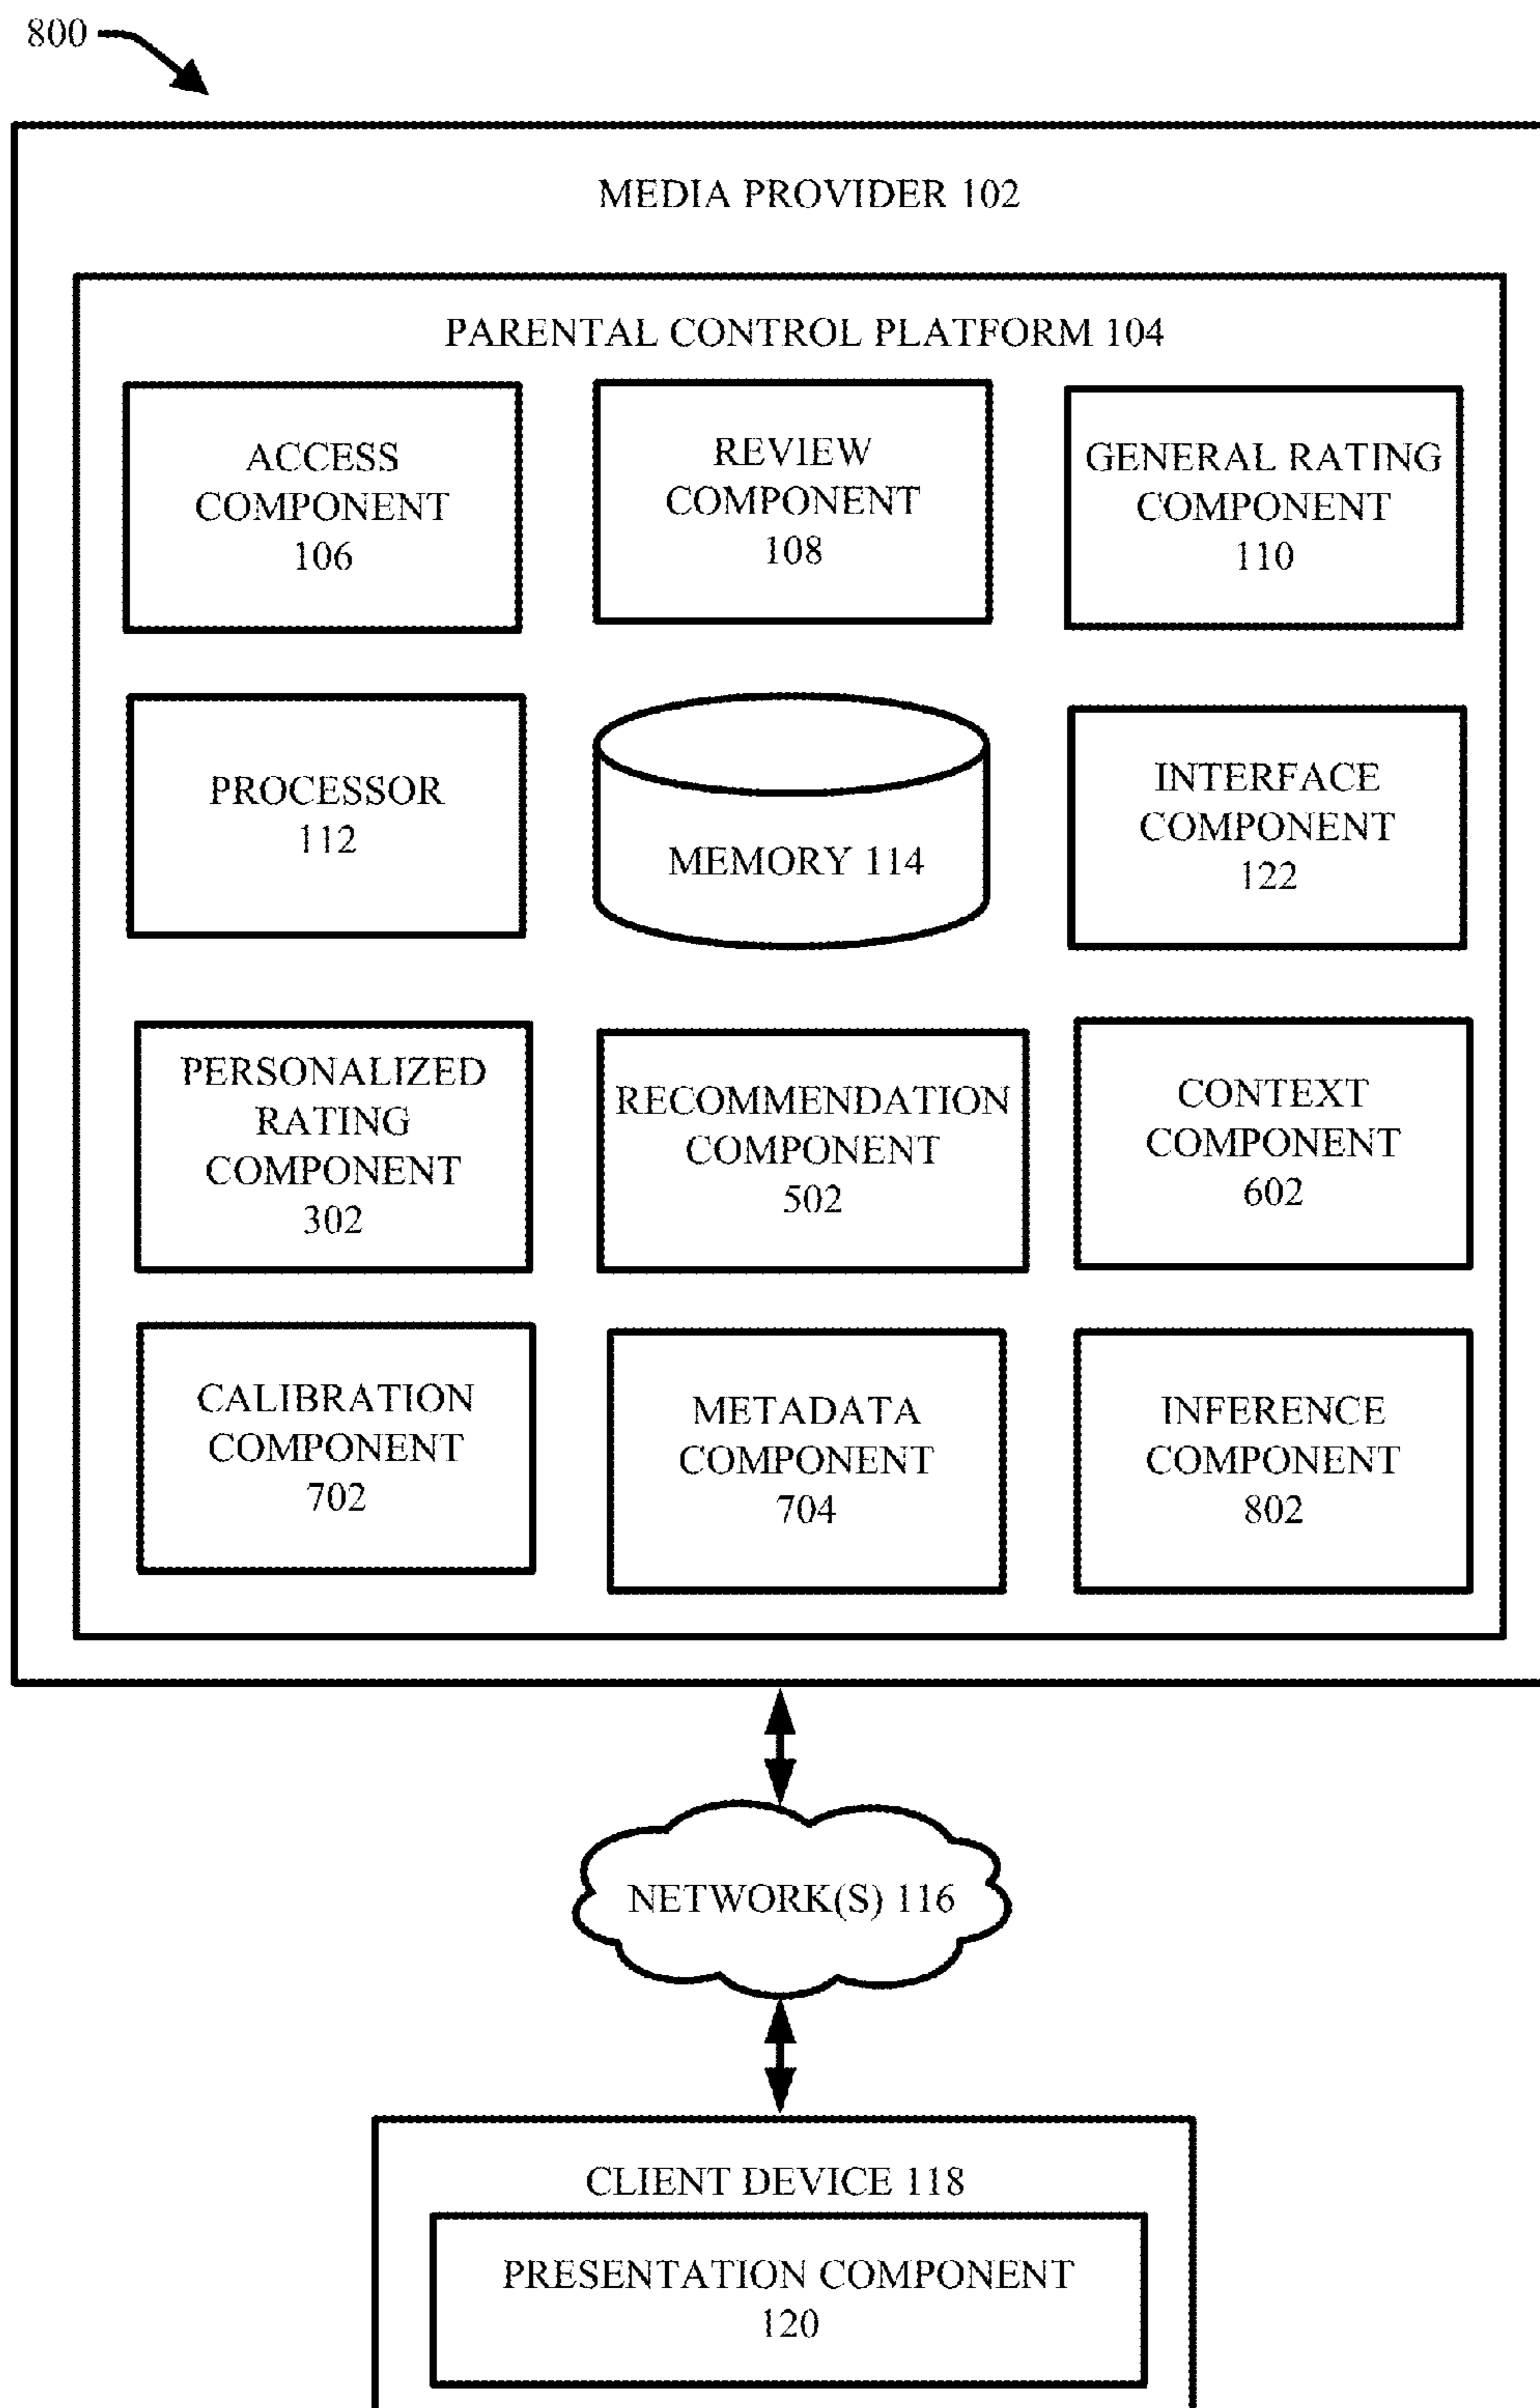 800
MEDIA PROVIDER 102
PARENTAL CONTROL PLATFORM 104
ACCESS
COMPONENT
106
REVIEW
COMPONENT
108
GENERAL RATING
COMPONENT
110
PROCESSOR
112
MEMORY 114
INTERFACE
COMPONENT
122
PERSONALIZED
RATING
COMPONENT
302
RECOMMENDATION
COMPONENT
502
CONTEXT
COMPONENT
602
CALIBRATION
COMPONENT
702
METADATA
COMPONENT
704
INFERENCE
COMPONENT
802
NETWORK(S) 116
CLIENT DEVICE 118
PRESENTATION COMPONENT
120